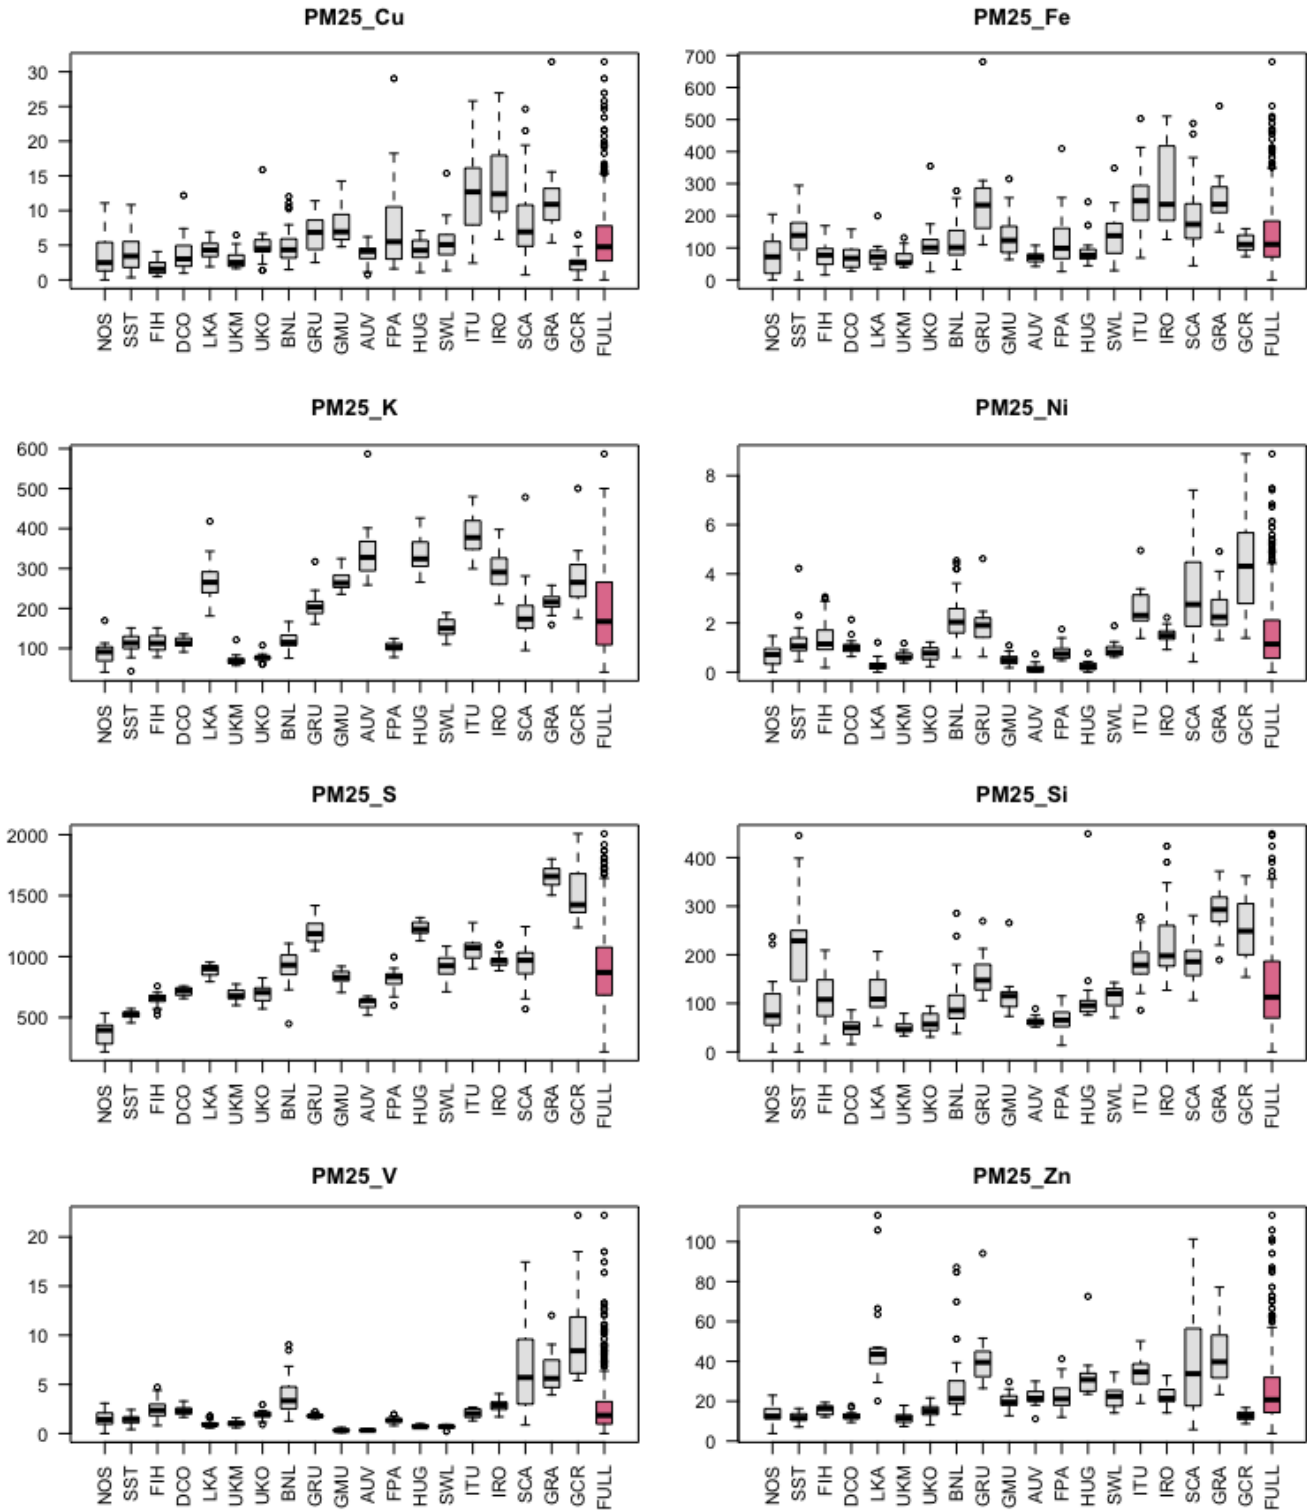 PM25_Cu
30
25
20
15
10
5
0
NOS SST FIH DCO LKA UKM UKO BNL GRU GMU AUV FPA HUG SWL ITU IRO SCA GRA GCR FULL
PM25_Fe
700
600
500
400
300
200
100
0
NOS SST FIH DCO LKA UKM UKO BNL GRU GMU AUV FPA HUG SWL ITU IRO SCA GRA GCR FULL
PM25_K
600
500
400
300
200
100
NOS SST FIH DCO LKA UKM UKO BNL GRU GMU AUV FPA HUG SWL ITU IRO SCA GRA GCR FULL
PM25_Ni
8
6
4
2
0
NOS SST FIH DCO LKA UKM UKO BNL GRU GMU AUV FPA HUG SWL ITU IRO SCA GRA GCR FULL
PM25_S
2000
1500
1000
500
NOS SST FIH DCO LKA UKM UKO BNL GRU GMU AUV FPA HUG SWL ITU IRO SCA GRA GCR FULL
PM25_Si
400
300
200
100
0
NOS SST FIH DCO LKA UKM UKO BNL GRU GMU AUV FPA HUG SWL ITU IRO SCA GRA GCR FULL
PM25_V
20
15
10
5
0
NOS SST FIH DCO LKA UKM UKO BNL GRU GMU AUV FPA HUG SWL ITU IRO SCA GRA GCR FULL
PM25_Zn
100
80
60
40
20
0
NOS SST FIH DCO LKA UKM UKO BNL GRU GMU AUV FPA HUG SWL ITU IRO SCA GRA GCR FULL